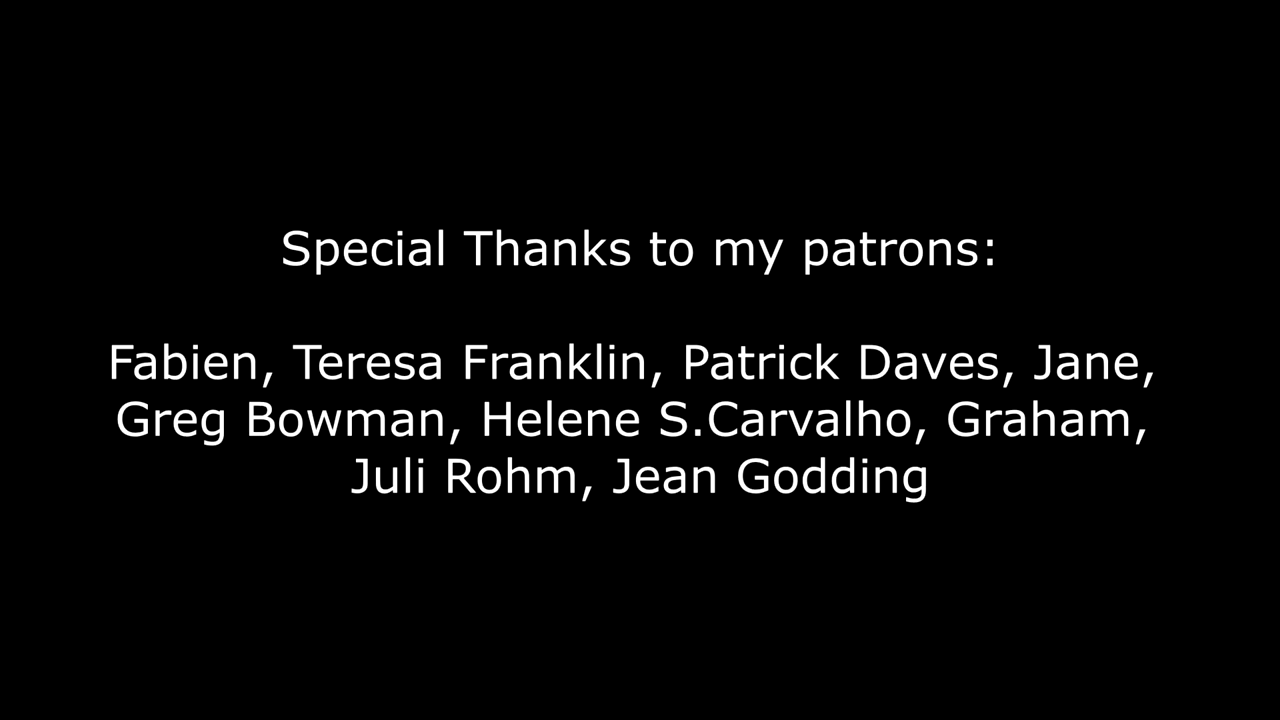 Special Thanks to my patrons:
Fabien, Teresa Franklin, Patrick Daves, Jane,
Greg Bowman, Helene S.Carvalho, Graham,
Juli Rohm, Jean Godding